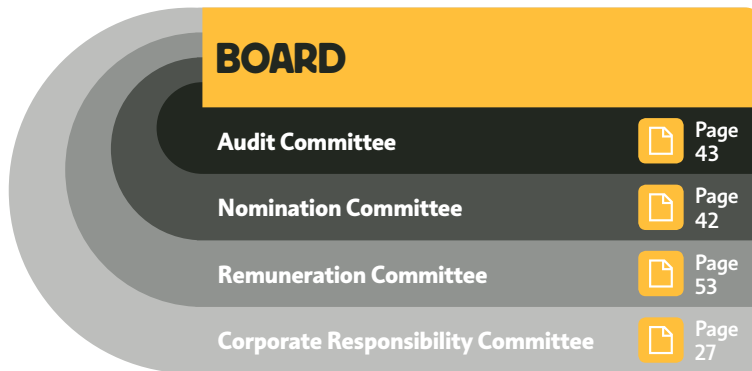 BOARD
Audit Committee
Page
43
Nomination Committee
Page
42
Remuneration Committee
Page
53
Corporate Responsibility Committee
Page
27